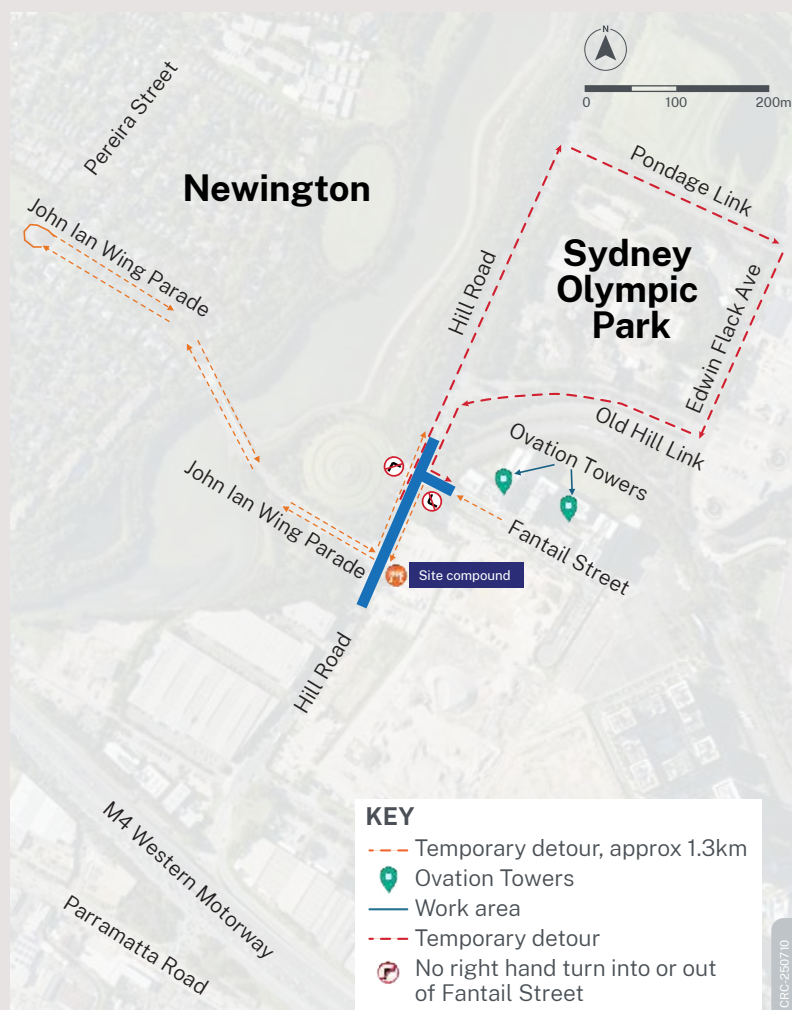 N
0 100 200m
Pereira Street
Newington
Pondage Link
John Ian Wing Parade
Hill Road
Sydney
Olympic
Park
Edwin Flack Ave
Old Hill Link
Ovation Towers
John Ian Wing Parade
Fantail Street
Site compound
Hill Road
M4 Western Motorway
Parramatta Road
KEY
Temporary detour, approx 1.3km
Ovation Towers
Work area
Temporary detour
No right hand turn into or out
of Fantail Street
CRC-250710